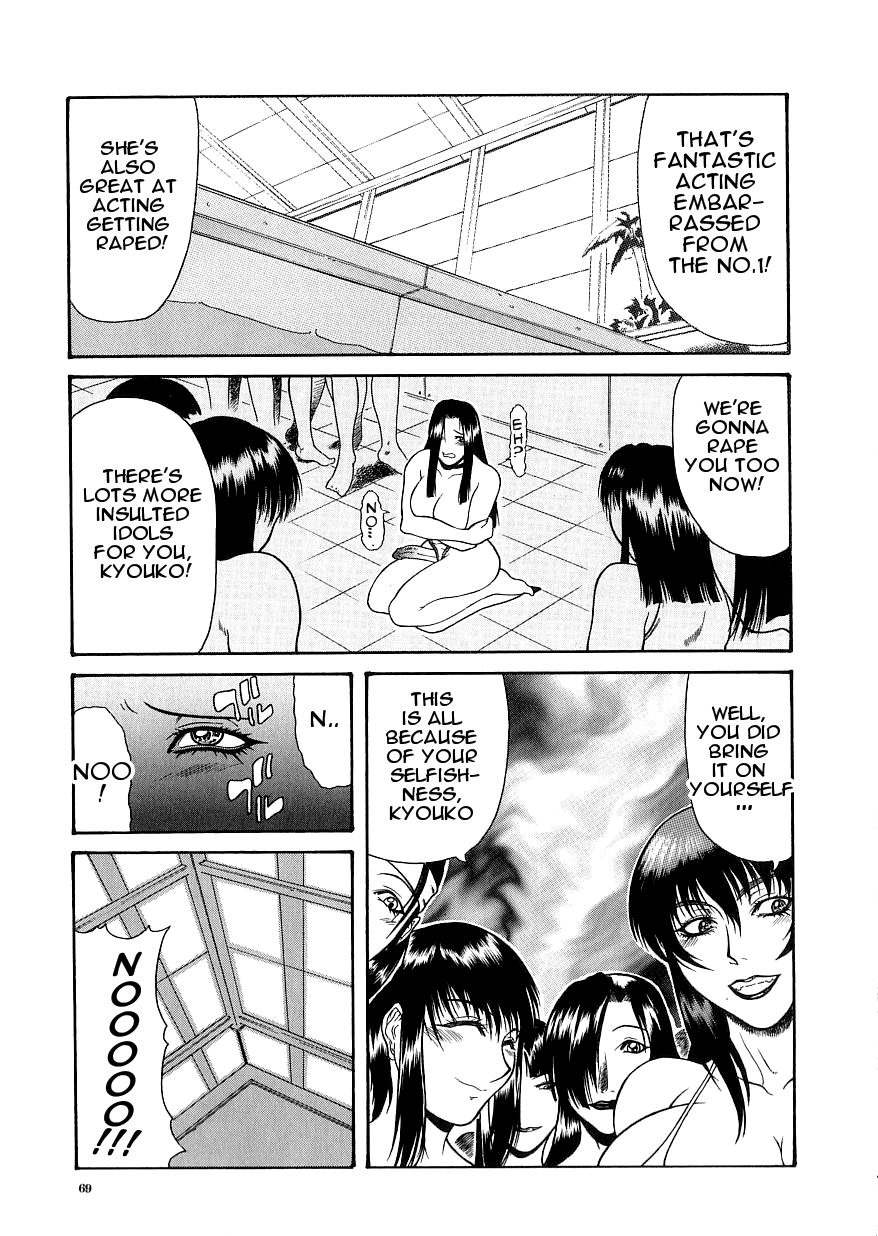 THAT'S
FANTASTIC
ACTING
EMBAR-
RASSED
FROM
THE NO.1!
SHE'S
ALSO
GREAT AT
ACTING
GETTING
RAPED!
WE'RE
GONNA
RAPE
YOU TOO
NOW!
EH?
NO...
THERE'S
LOTS MORE
INSULTED
IDOLS
FOR YOU,
KYOUKO!
WELL,
YOU DID
BRING
IT ON
YOURSELF
...
THIS
IS ALL
BECAUSE
OF YOUR
SELFISH-
NESS,
KYOUKO
N..
NOO
!
NOOOOO!!!
69